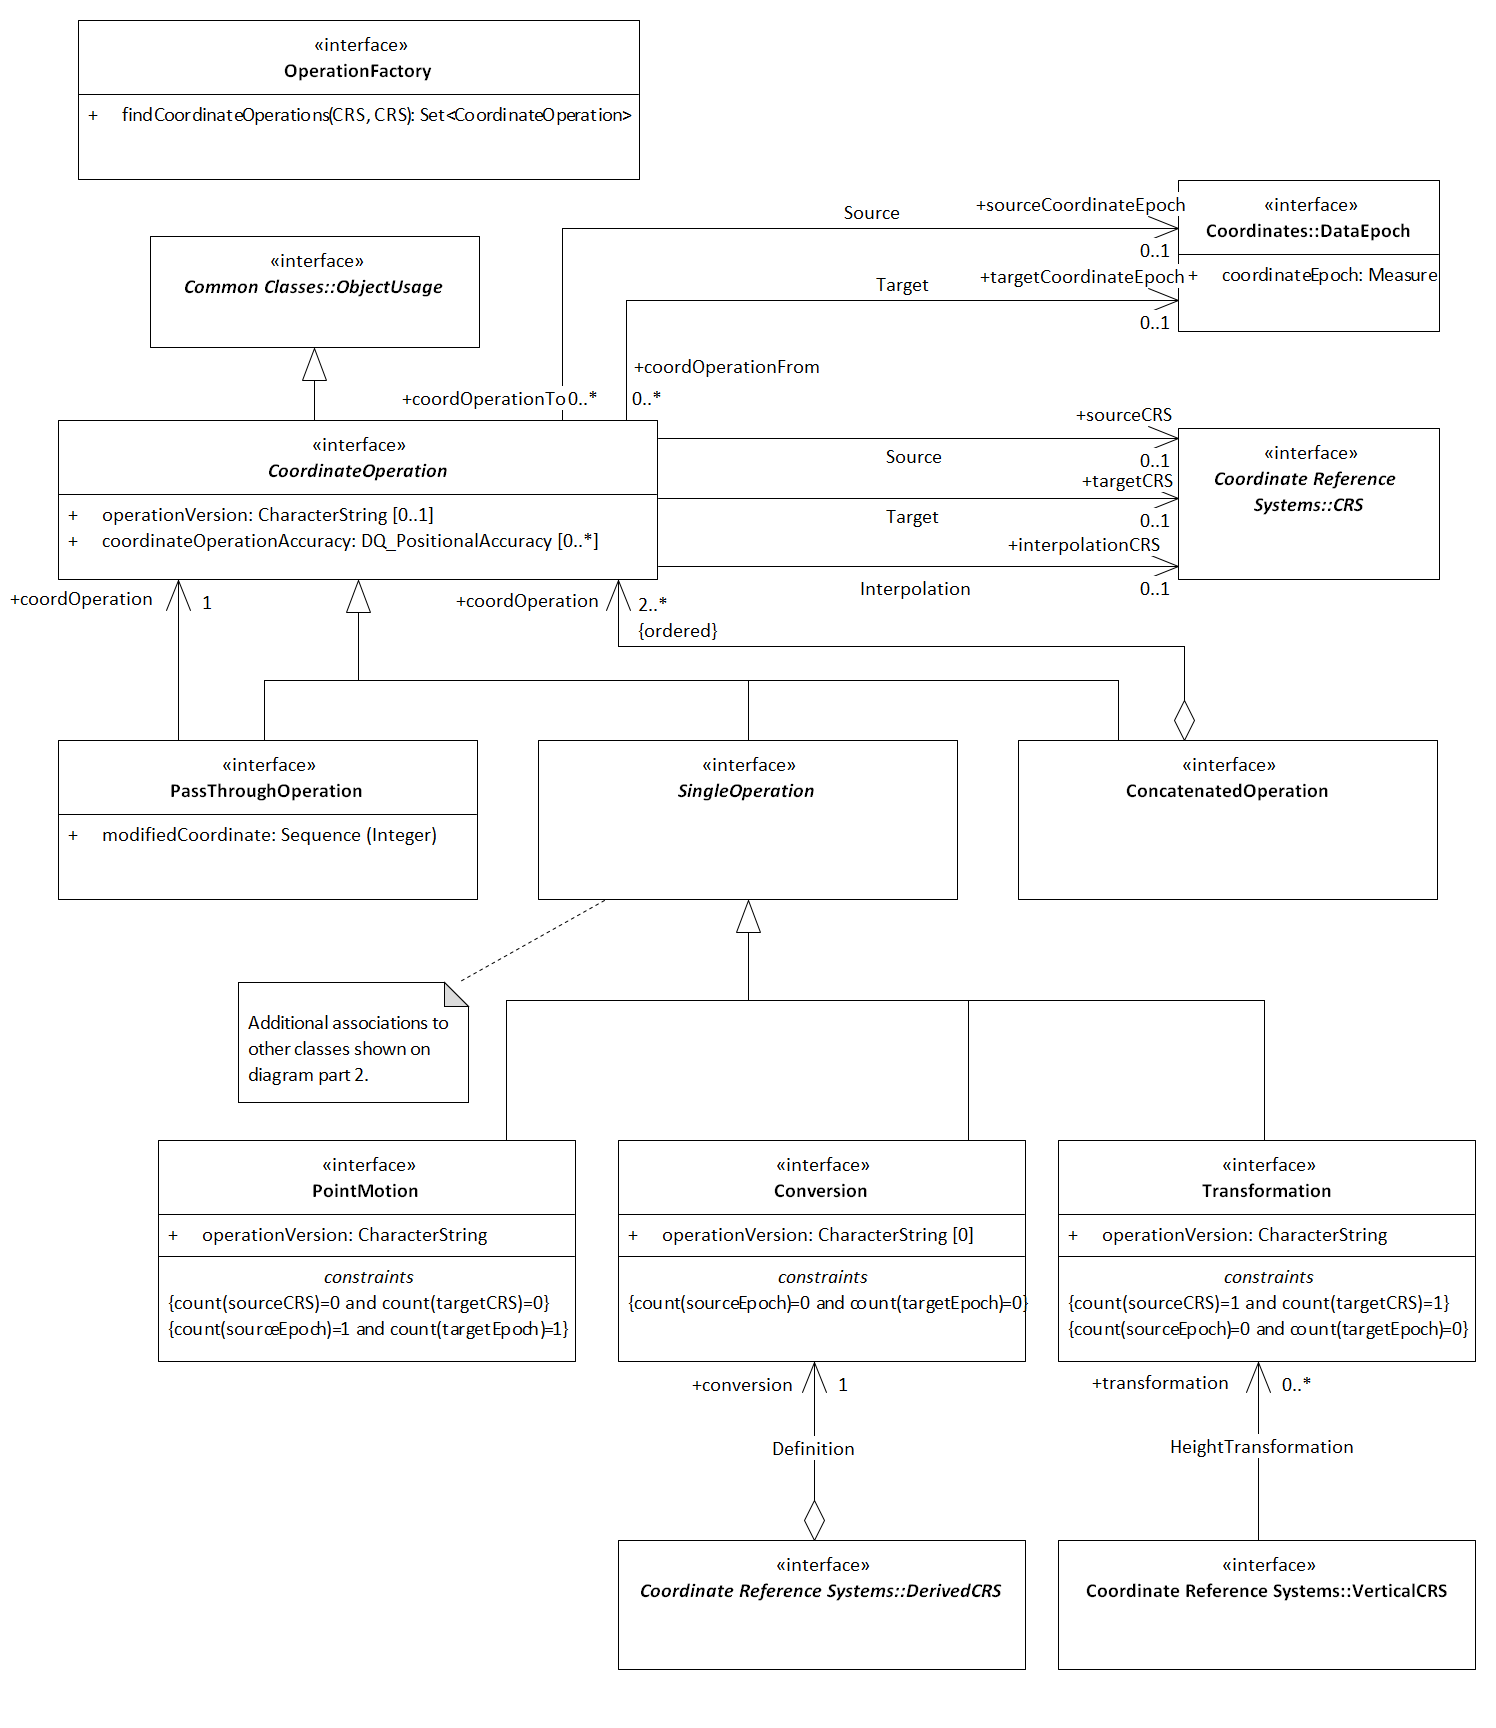 «interface»
OperationFactory
+ findCoordinateOperations(CRS, CRS): Set<CoordinateOperation>
«interface»
Coordinates::DataEpoch
+ coordinateEpoch: Measure
Source
+sourceCoordinateEpoch
0..1
Target
+targetCoordinateEpoch
0..1
«interface»
Common Classes::ObjectUsage
+coordOperationFrom
+coordOperationTo 0..*
0..*
«interface»
CoordinateOperation
+ operationVersion: CharacterString [0..1]
+ coordinateOperationAccuracy: DQ_PositionalAccuracy [0..*]
+sourceCRS
Source
0..1
+targetCRS
Target
0..1
+interpolationCRS
Interpolation
0..1
«interface»
Coordinate Reference
Systems::CRS
+coordOperation
1
+coordOperation
2..*
{ordered}
«interface»
PassThroughOperation
+ modifiedCoordinate: Sequence (Integer)
«interface»
SingleOperation
«interface»
ConcatenatedOperation
Additional associations to
other classes shown on
diagram part 2.
«interface»
PointMotion
+ operationVersion: CharacterString
constraints
{count(sourceCRS)=0 and count(targetCRS)=0}
{count(sourceEpoch)=1 and count(targetEpoch)=1}
«interface»
Conversion
+ operationVersion: CharacterString [0]
constraints
{count(sourceEpoch)=0 and count(targetEpoch)=0}
«interface»
Transformation
+ operationVersion: CharacterString
constraints
{count(sourceCRS)=1 and count(targetCRS)=1}
{count(sourceEpoch)=0 and count(targetEpoch)=0}
+conversion
1
Definition
+transformation
0..*
HeightTransformation
«interface»
Coordinate Reference Systems::DerivedCRS
«interface»
Coordinate Reference Systems::VerticalCRS